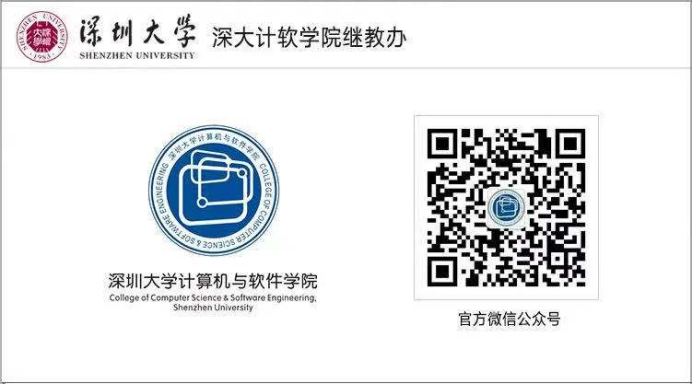 深圳大学
SHENZHEN UNIVERSITY
深大计软学院继教办
SHENZHEN UNIVERSITY
1983
深圳大学计算机与软件学院
COLLEGE OF COMPUTER SCIENCE & SOFTWARE ENGINEERING
深圳大学计算机与软件学院
College of Computer Science & Software Engineering,
Shenzhen University
官方微信公众号